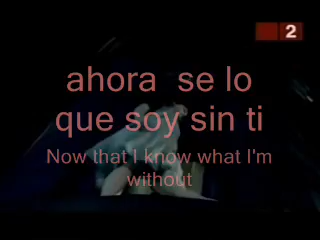 2
ahora  se lo
que soy sin ti
Now that I know what I'm
without